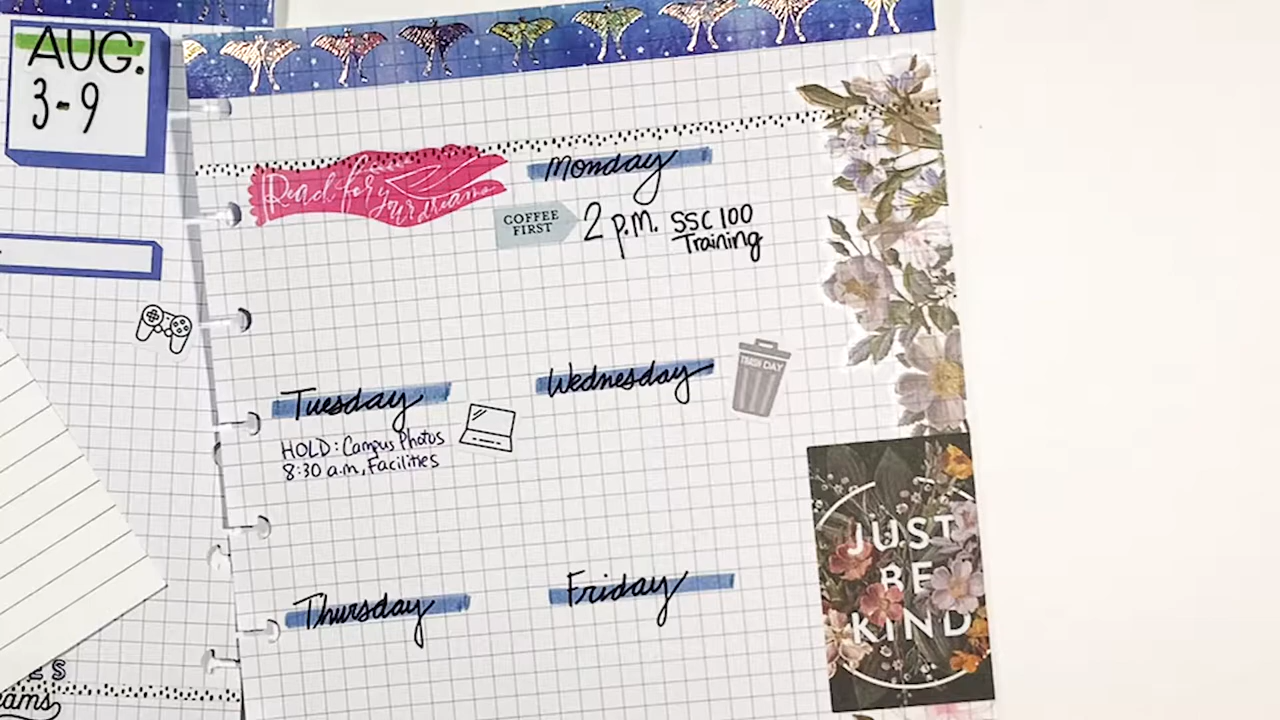 AUG.
3-9
Read for
your dreams
Monday
COFFEE
FIRST
2 p.m. SSC 100
Training
Tuesday
HOLD: Campus Photos
8:30 a.m, Facilities
Wednesday
TRASH DAY
Thursday
Friday
JUST
BE
KIND